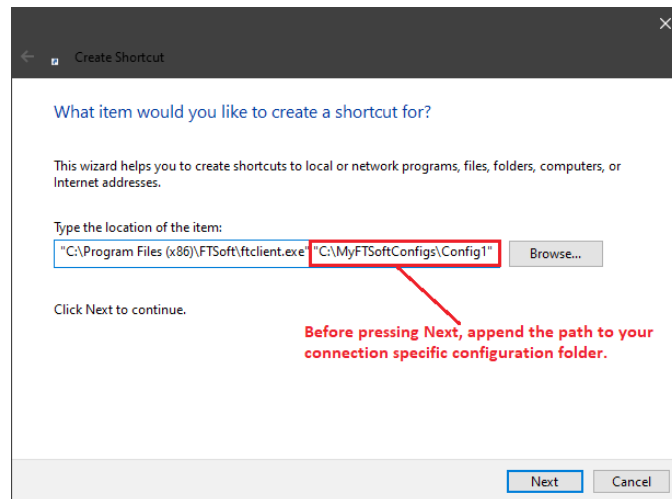 Create Shortcut
What item would you like to create a shortcut for?
This wizard helps you to create shortcuts to local or network programs, files, folders, computers, or
Internet addresses.
Type the location of the item:
"C:\Program Files (x86)\FTSoft\ftclient.exe" "C:\MyFTSoftConfigs\Config1"
Browse...
Click Next to continue.
Before pressing Next, append the path to your
connection specific configuration folder.
Next
Cancel